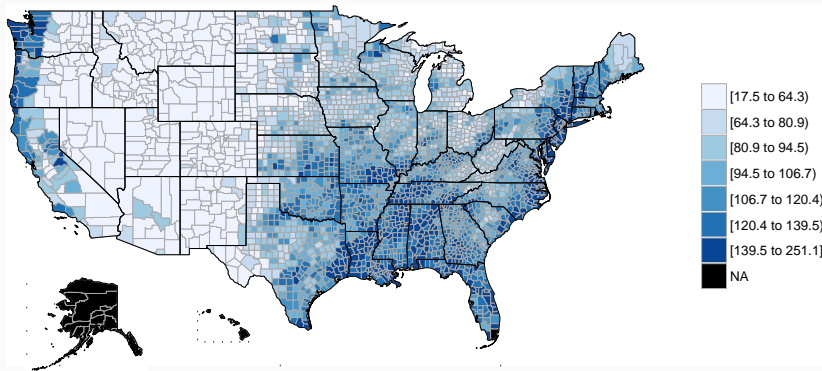 [17.5 to 64.3)
[64.3 to 80.9)
[80.9 to 94.5)
[94.5 to 106.7)
[106.7 to 120.4)
[120.4 to 139.5)
[139.5 to 251.1]
NA